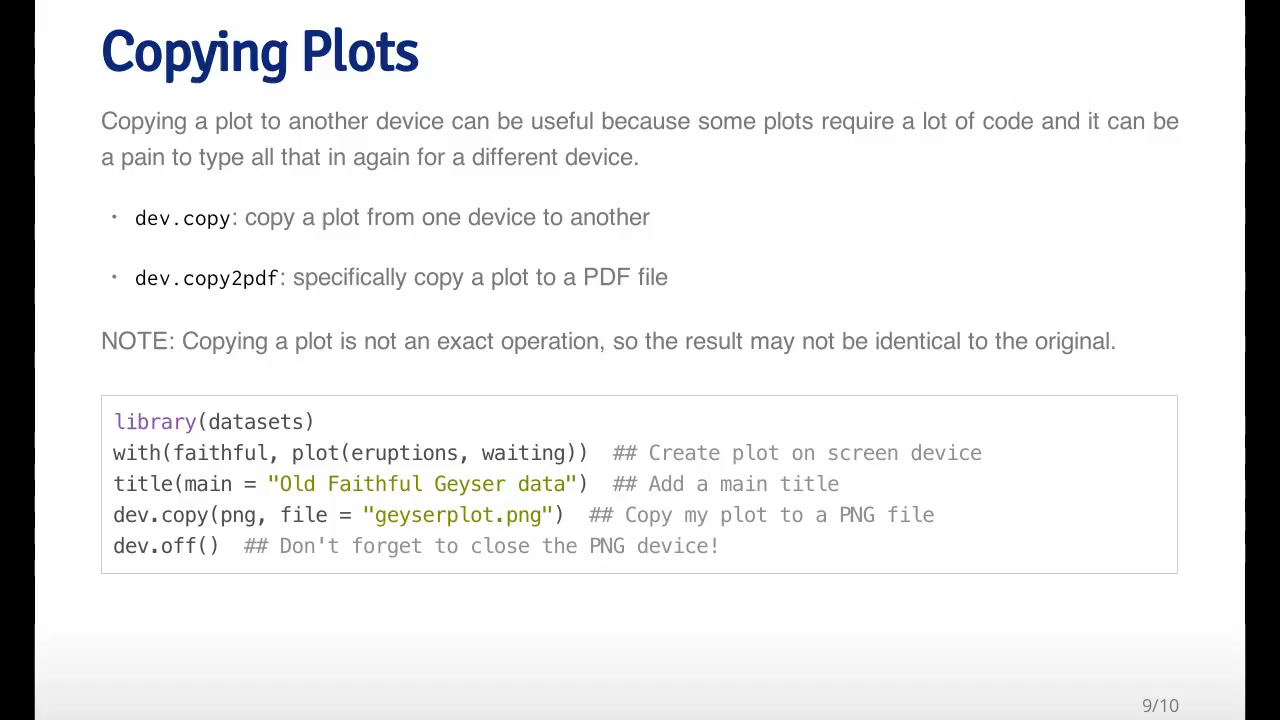 Copying Plots
Copying a plot to another device can be useful because some plots require a lot of code and it can be
a pain to type all that in again for a different device.
· dev.copy: copy a plot from one device to another
· dev.copy2pdf: specifically copy a plot to a PDF file
NOTE: Copying a plot is not an exact operation, so the result may not be identical to the original.
library(datasets)
with(faithful, plot(eruptions, waiting))  ## Create plot on screen device
title(main = "Old Faithful Geyser data")  ## Add a main title
dev.copy(png, file = "geyserplot.png")  ## Copy my plot to a PNG file
dev.off()  ## Don't forget to close the PNG device!
9/10